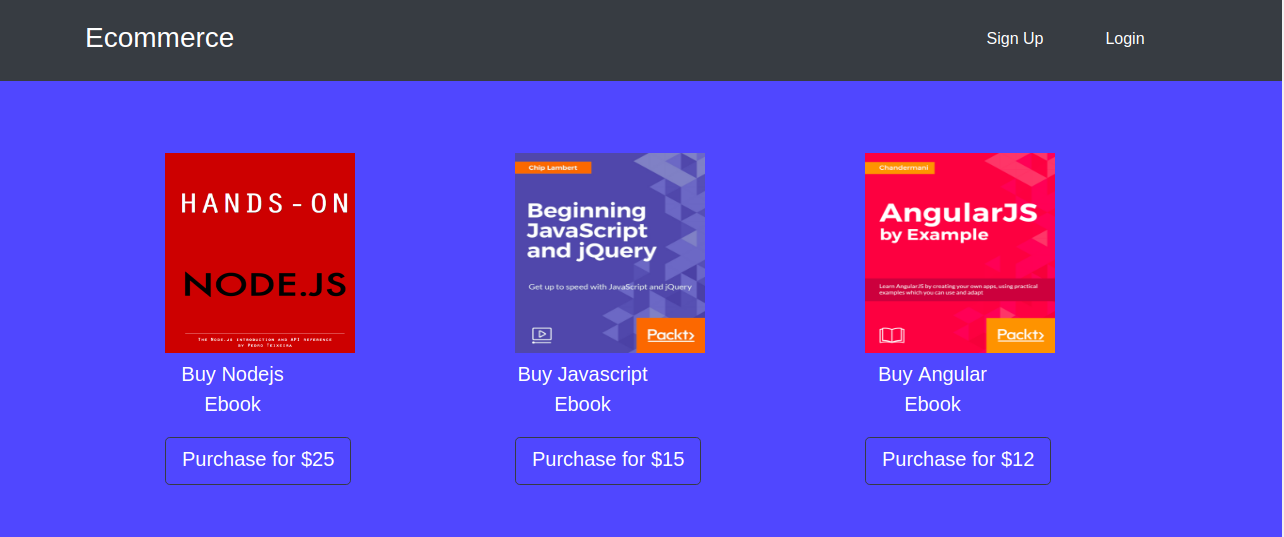 Ecommerce
Sign Up
Login
HANDS-ON
NODE.JS
THE NODE.JS INTRODUCTION AND API REFERENCE
BY PEDRO TEIXEIRA
Buy Nodejs
Ebook
Purchase for $25
Chip Lambert
Beginning
JavaScript
and jQuery
Get up to speed with JavaScript and jQuery
Packt>
Buy Javascript
Ebook
Purchase for $15
Chandermani
AngularJS
by Example
Learn AngularJS by creating your own apps, using practical
examples which you can use and adapt
Packt>
Buy Angular
Ebook
Purchase for $12